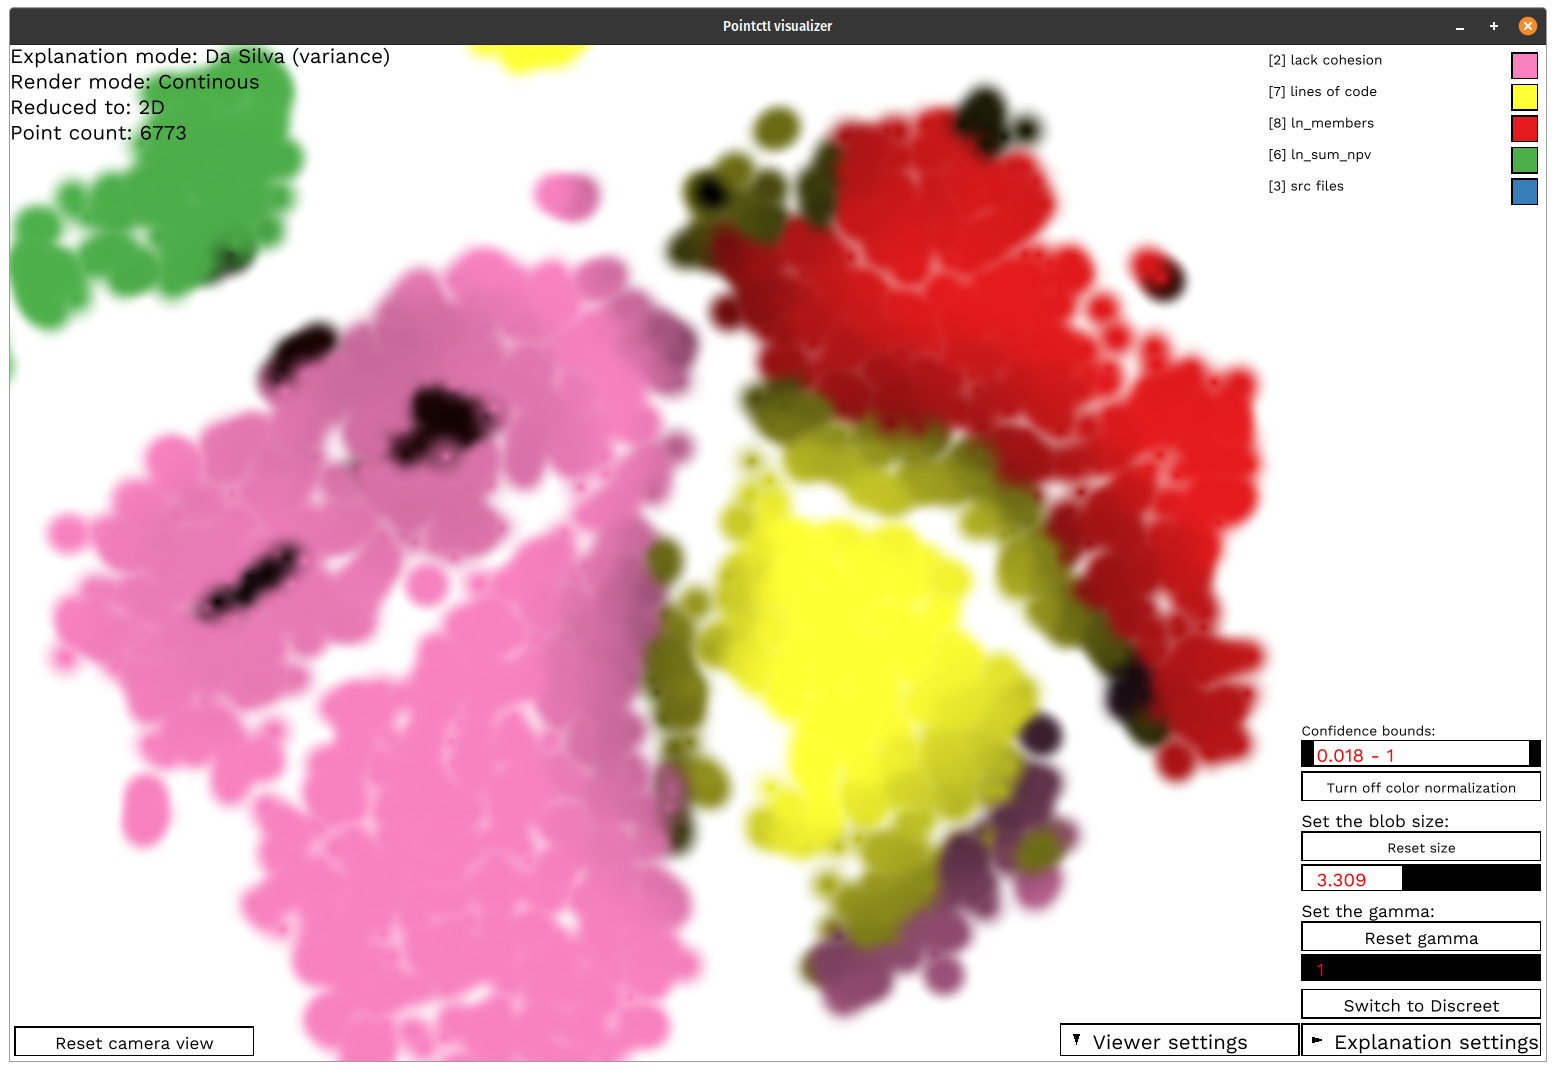 Pointctl visualizer
Explanation mode: Da Silva (variance)
Render mode: Continous
Reduced to: 2D
Point count: 6773
[2] lack cohesion
[7] lines of code
[8] ln_members
[6] ln_sum_npv
[3] src files
Confidence bounds:
0.018 - 1
Turn off color normalization
Set the blob size:
Reset size
3.309
Set the gamma:
Reset gamma
1
Switch to Discreet
Reset camera view
Viewer settings
Explanation settings